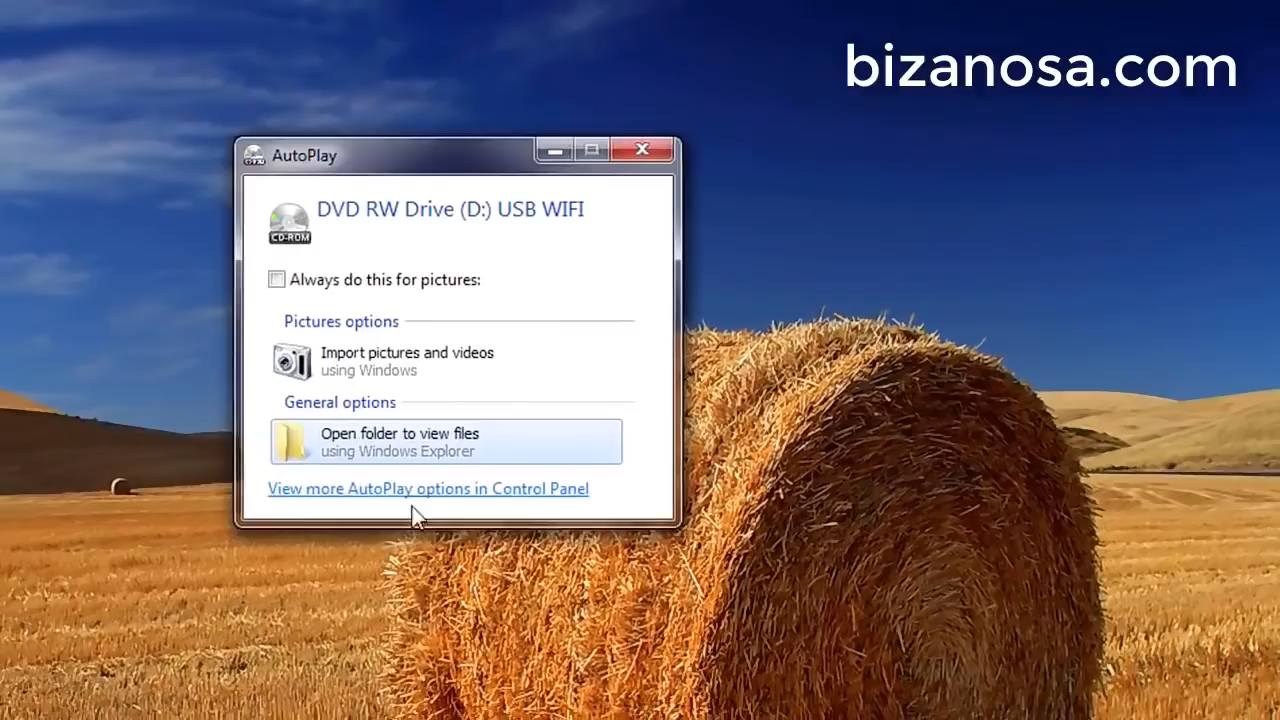 bizanosa.com
AutoPlay
DVD RW Drive (D:) USB WIFI
CD-ROM
Always do this for pictures:
Pictures options
Import pictures and videos
using Windows
General options
Open folder to view files
using Windows Explorer
View more AutoPlay options in Control Panel